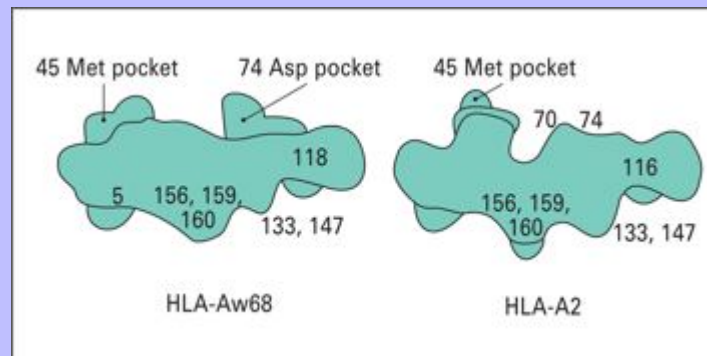 45 Met pocket
74 Asp pocket
118
5
156, 159,
160
133, 147
HLA-Aw68
45 Met pocket
70
74
116
156, 159,
160
133, 147
HLA-A2